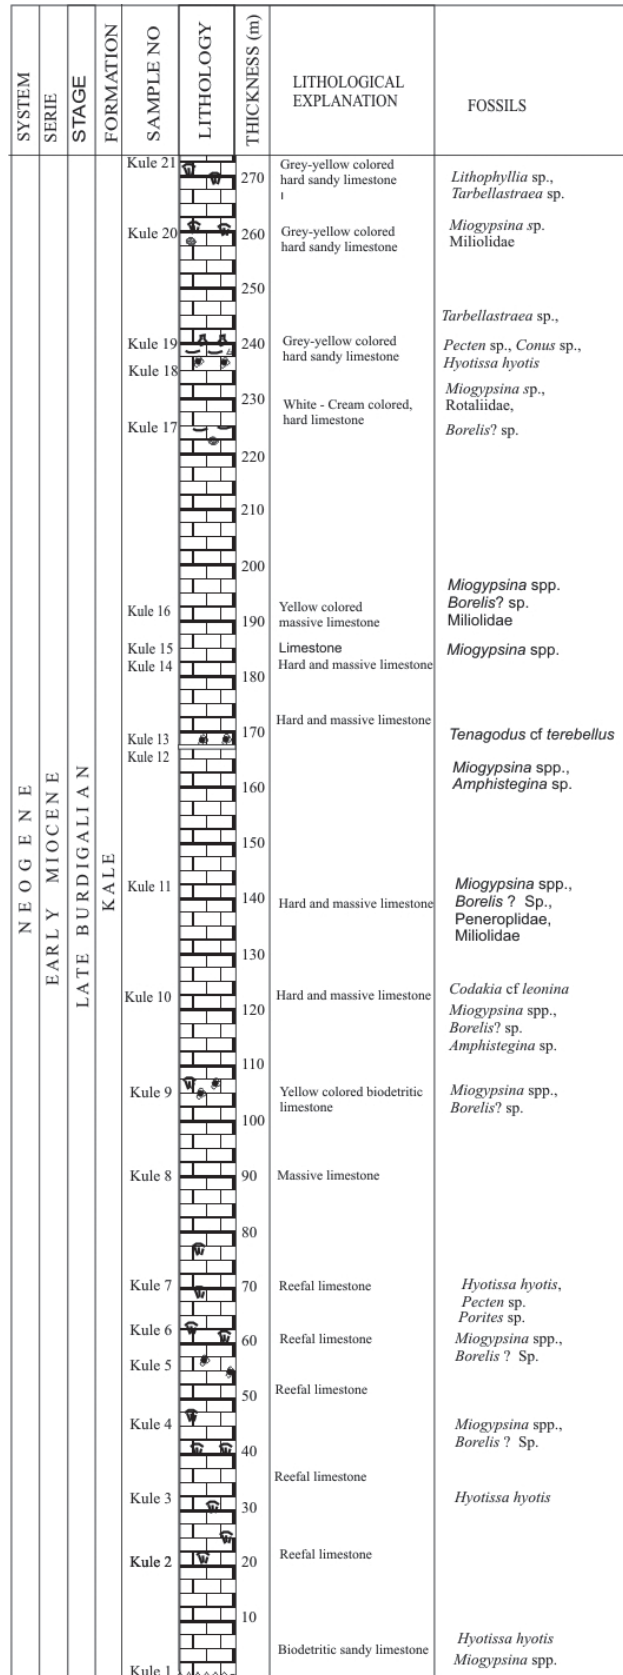 SYSTEM
SERIE
STAGE
FORMATION
SAMPLE NO
LITHOLOGY
THICKNESS (m)
LITHOLOGICAL
EXPLANATION
FOSSILS
NEOGENE
EARLY MIOCENE
LATE BURDIGALIAN
KALE
Kule 21
270
Grey-yellow colored
hard sandy limestone
Lithophyllia sp.,
Tarbellastraea sp.
Kule 20
260
Grey-yellow colored
hard sandy limestone
Miogypsina sp.
Miliolidae
250
Tarbellastraea sp.,
Kule 19
240
Grey-yellow colored
hard sandy limestone
Pecten sp., Conus sp.,
Hyotissa hyotis
Kule 18
230
White - Cream colored,
hard limestone
Miogypsina sp.,
Rotaliidae,
Borelis? sp.
Kule 17
220
210
200
Kule 16
190
Yellow colored
massive limestone
Miogypsina spp.
Borelis? sp.
Miliolidae
Kule 15
Limestone
Miogypsina spp.
Kule 14
Hard and massive limestone
180
Hard and massive limestone
170
Kule 13
Tenagodus cf terebellus
Kule 12
160
Miogypsina spp.,
Amphistegina sp.
150
Kule 11
140
Hard and massive limestone
Miogypsina spp.,
Borelis ? Sp.,
Peneroplidae,
Miliolidae
130
Kule 10
120
Hard and massive limestone
Codakia cf leonina
Miogypsina spp.,
Borelis? sp.
Amphistegina sp.
110
Kule 9
Yellow colored biodetritic
limestone
Miogypsina spp.,
Borelis? sp.
100
Kule 8
90
Massive limestone
80
Kule 7
70
Reefal limestone
Hyotissa hyotis,
Pecten sp.
Porites sp.
Kule 6
60
Reefal limestone
Miogypsina spp.,
Borelis ? Sp.
Kule 5
50
Reefal limestone
Kule 4
40
Miogypsina spp.,
Borelis ? Sp.
Reefal limestone
Kule 3
30
Hyotissa hyotis
Kule 2
20
Reefal limestone
10
Biodetritic sandy limestone
Hyotissa hyotis
Miogypsina spp.
Kule 1